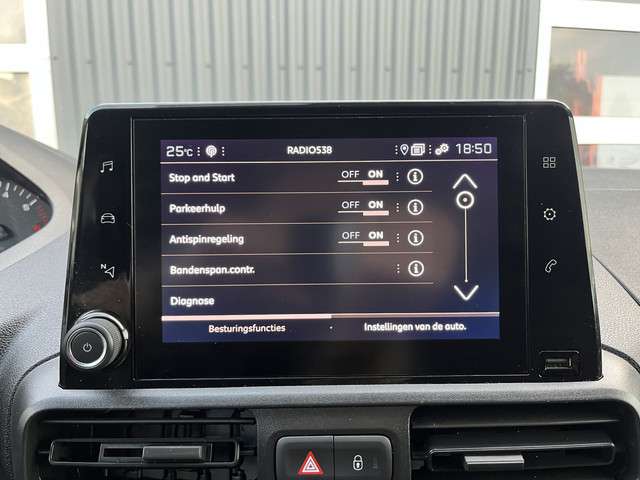 25°C RADIO538 18:50
Stop and Start OFF ON
Parkeerhulp OFF ON
Antispinregeling OFF ON
Bandenspan.contr.
Diagnose
Besturingsfuncties Instellingen van de auto.
N